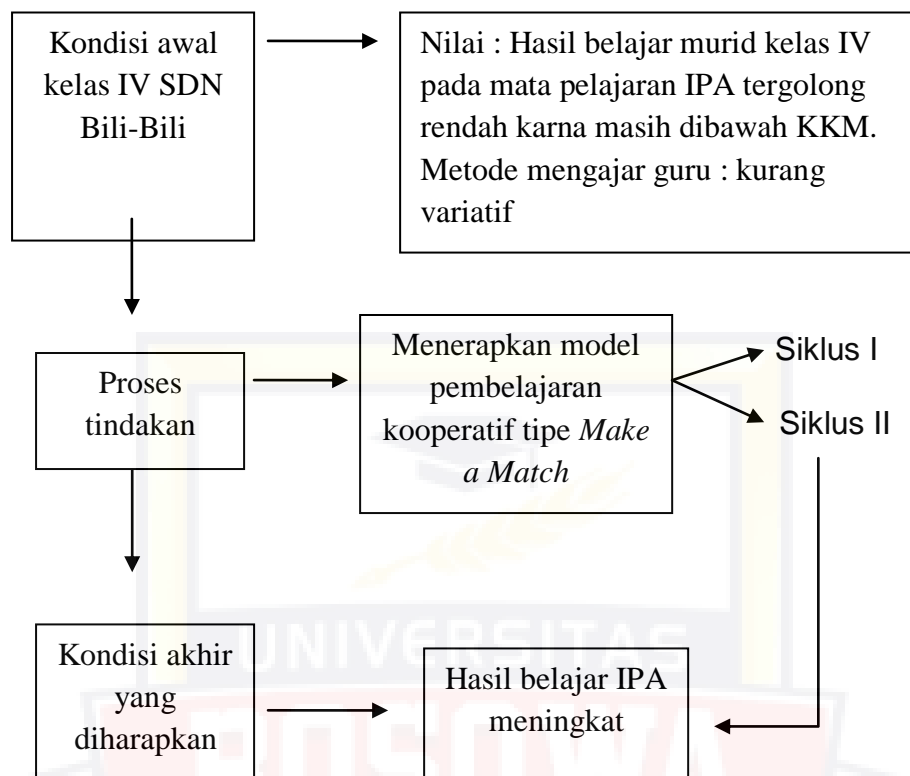 Kondisi awal
kelas IV SDN
Bili-Bili
Nilai : Hasil belajar murid kelas IV
pada mata pelajaran IPA tergolong
rendah karna masih dibawah KKM.
Metode mengajar guru : kurang
variatif
Proses
tindakan
Menerapkan model
pembelajaran
kooperatif tipe Make
a Match
Siklus I
Siklus II
Kondisi akhir
yang
diharapkan
Hasil belajar IPA
meningkat
UNIVERSITAS
BOSOWA